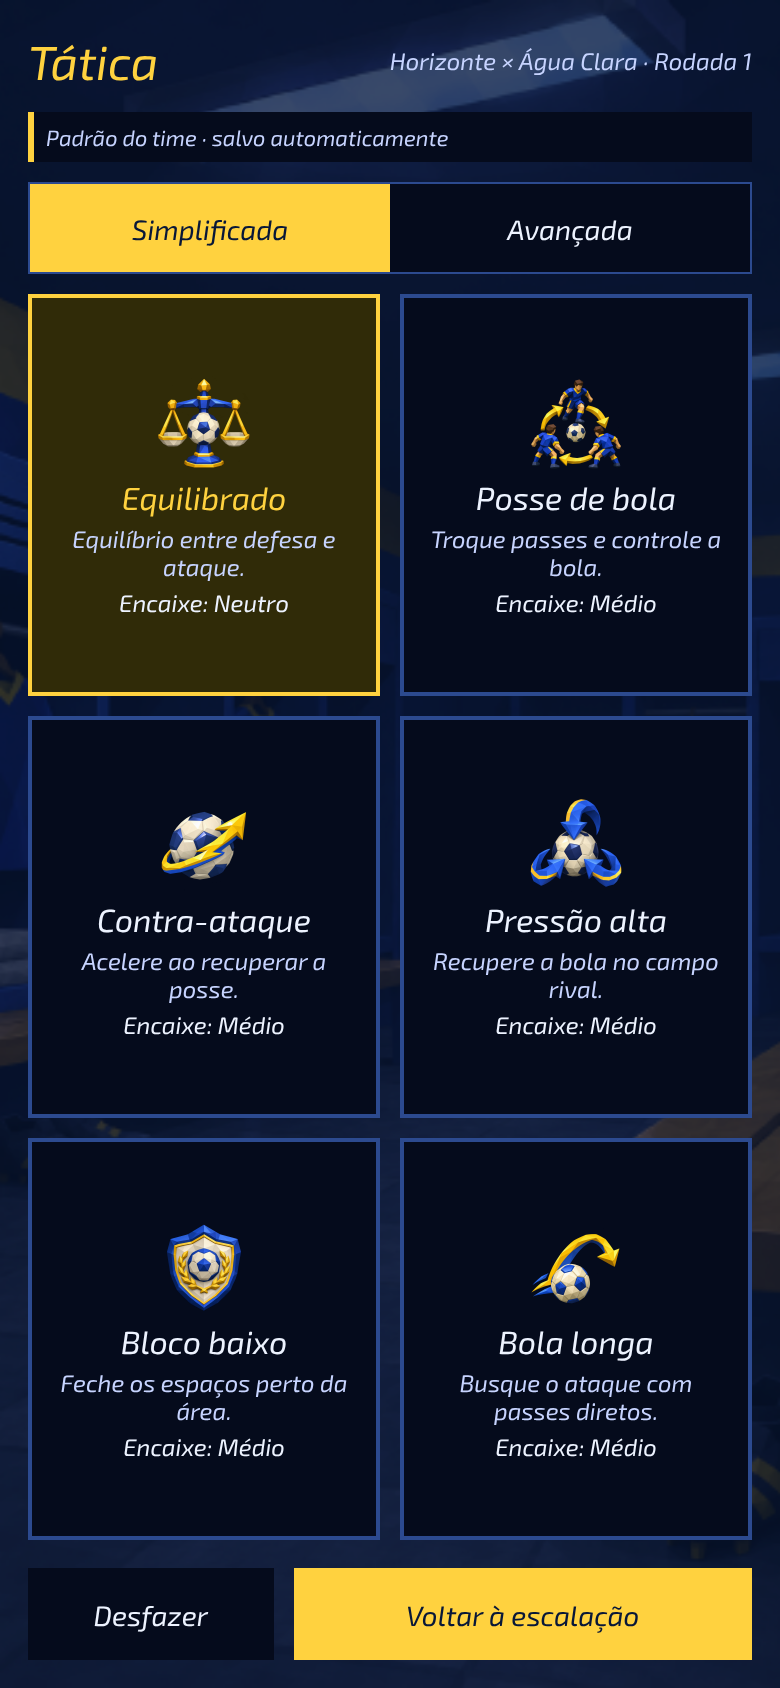 Tática
Horizonte × Água Clara · Rodada 1
Padrão do time · salvo automaticamente
Simplificada
Avançada
Equilibrado
Equilíbrio entre defesa e
ataque.
Encaixe: Neutro
Posse de bola
Troque passes e controle a
bola.
Encaixe: Médio
Contra-ataque
Acelere ao recuperar a
posse.
Encaixe: Médio
Pressão alta
Recupere a bola no campo
rival.
Encaixe: Médio
Bloco baixo
Feche os espaços perto da
área.
Encaixe: Médio
Bola longa
Busque o ataque com
passes diretos.
Encaixe: Médio
Desfazer
Voltar à escalação